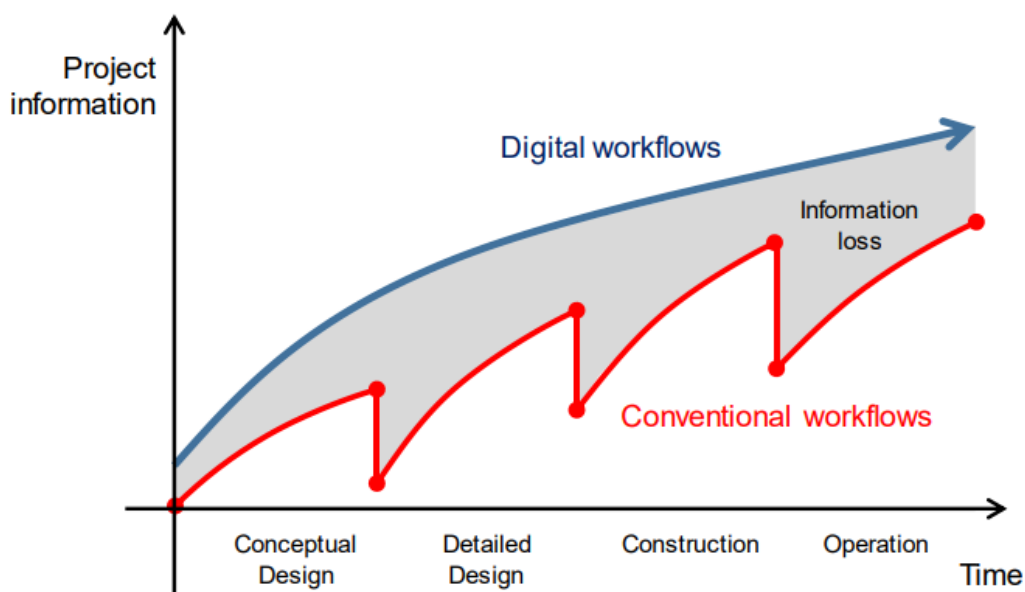 Project
information
Digital workflows
Information
loss
Conventional workflows
Conceptual
Design
Detailed
Design
Construction
Operation
Time